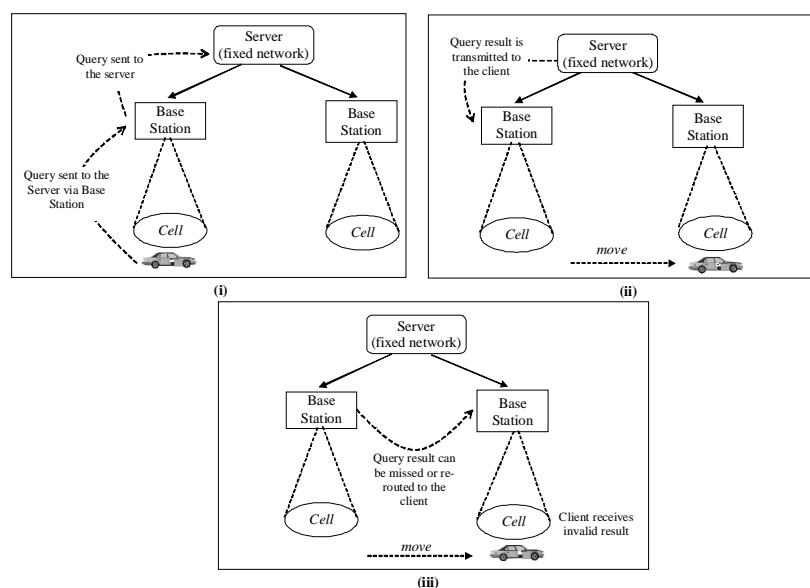 Server
(fixed network)
Query sent to
the server
Base
Station
Base
Station
Query sent to the
Server via Base
Station
Cell
Cell
(i)
Query result is
transmitted to
the client
Server
(fixed network)
Base
Station
Base
Station
Cell
Cell
move
(ii)
Server
(fixed network)
Base
Station
Base
Station
Query result can
be missed or re-
routed to the
client
Cell
Cell
Client receives
invalid result
move
(iii)